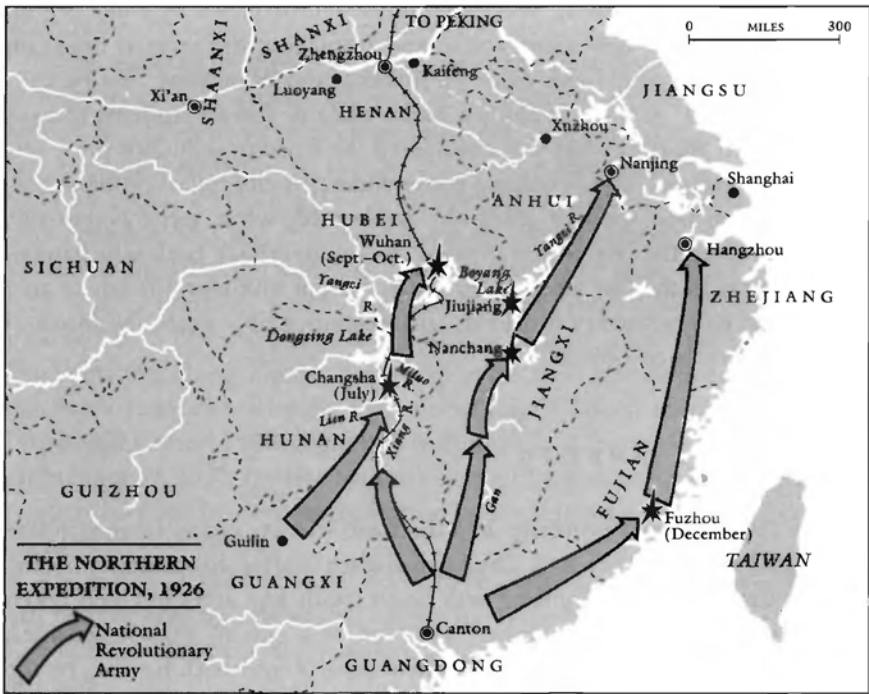 TO PEKING
0 MILES 300
SHANXI
SHAANXI
Zhengzhou
Kaifeng
Luoyang
Xi'an
HENAN
JIANGSU
Xuzhou
Nanjing
Shanghai
ANHUI
HUBEI
Wuhan
(Sept.–Oct.)
Yangzi R.
Hangzhou
SICHUAN
Boyang
Lake
Yangzi
R.
Jiujiang
ZHEJIANG
Dongting Lake
Nanchang
JIANGXI
Changsha
(July)
Miluo
R.
Lien R.
Xiang R.
HUNAN
GUIZHOU
Gan
FUJIAN
Fuzhou
(December)
Guilin
TAIWAN
THE NORTHERN
EXPEDITION, 1926
GUANGXI
National
Revolutionary
Army
Canton
GUANGDONG